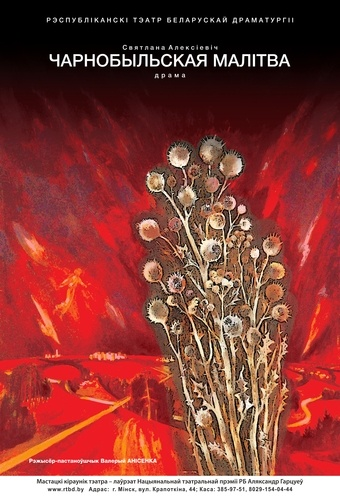 РЭСПУБЛІКАНСКІ ТЭАТР БЕЛАРУСКАЙ ДРАМАТУРГІІ
Святлана Алексіевіч
ЧАРНОБЫЛЬСКАЯ МАЛІТВА
драма
Рэжысёр-пастаноўшчык Валерый АНІСЕНКА
Мастацкі кіраўнік тэатра – лаўрэат Нацыянальнай тэатральнай прэміі РБ Аляксандр Гарцуеў
www.rtbd.by Адрас: г. Мінск, вул. Крапоткіна, 44; Каса: 385-97-51, 8029-154-04-44